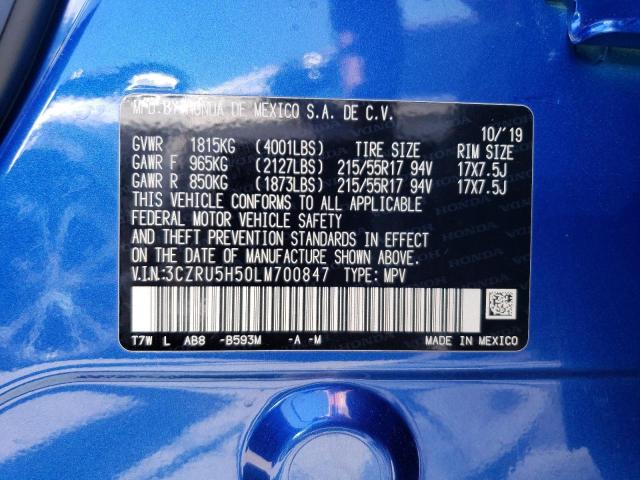 MFD.BY HONDA DE MEXICO S.A. DE C.V.
10/'19
GVWR 1815KG (4001LBS) TIRE SIZE RIM SIZE
GAWR F 965KG (2127LBS) 215/55R17 94V 17X7.5J
GAWR R 850KG (1873LBS) 215/55R17 94V 17X7.5J
THIS VEHICLE CONFORMS TO ALL APPLICABLE
FEDERAL MOTOR VEHICLE SAFETY
AND THEFT PREVENTION STANDARDS IN EFFECT
ON THE DATE OF MANUFACTURE SHOWN ABOVE.
V.I.N.:3CZRU5H50LM700847 TYPE: MPV
T7W L AB8 -B593M -A -M MADE IN MEXICO